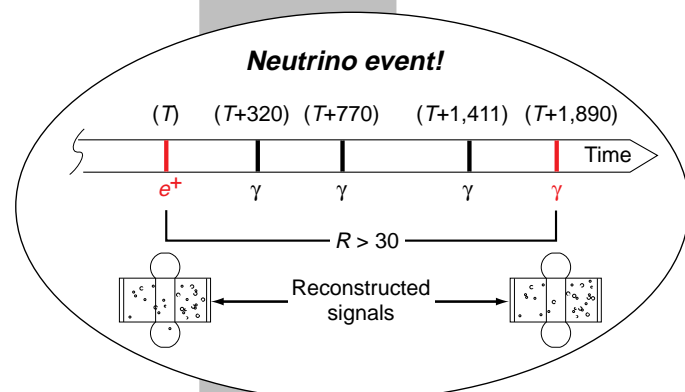 Neutrino event!
(T) (T+320) (T+770) (T+1,411) (T+1,890)
Time
e+ γ γ γ γ
R > 30
Reconstructed
signals